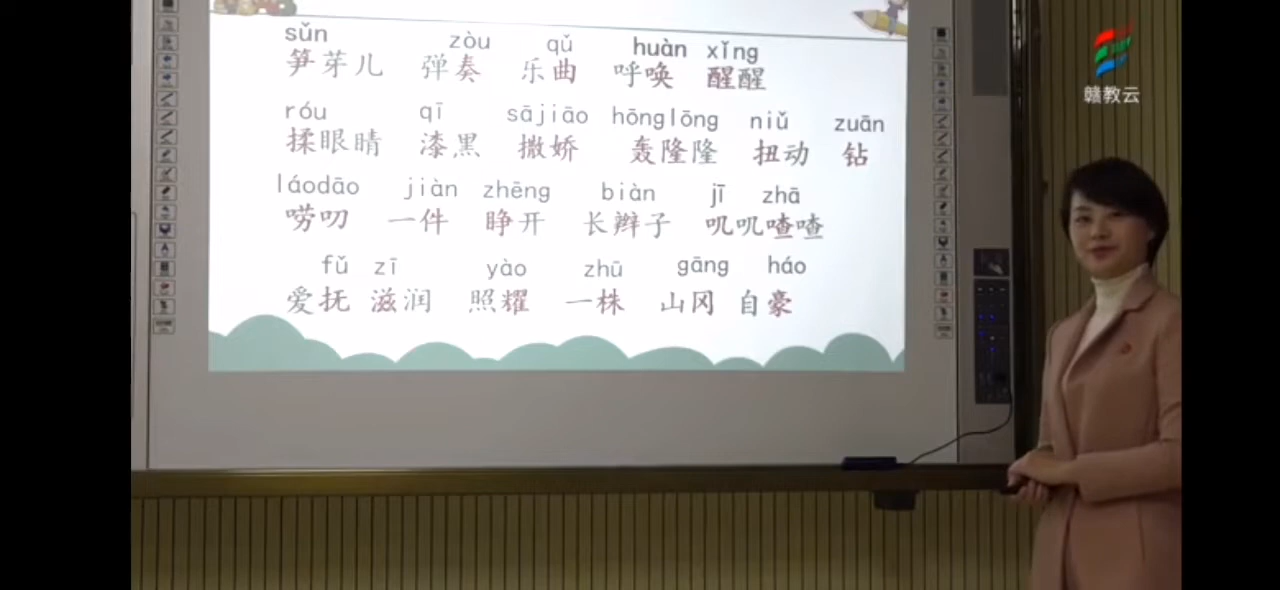 sǔn zòu qǔ huàn xǐng
笋芽儿 弹奏 乐曲 呼唤 醒醒
róu qī sājiāo hōnglōng niǔ zuān
揉眼睛 漆黑 撒娇 轰隆隆 扭动 钻
láodāo jiàn zhēng biàn jī zhā
唠叨 一件 睁开 长辫子 叽叽喳喳
fǔ zī yào zhū gāng háo
爱抚 滋润 照耀 一株 山冈 自豪
赣教云